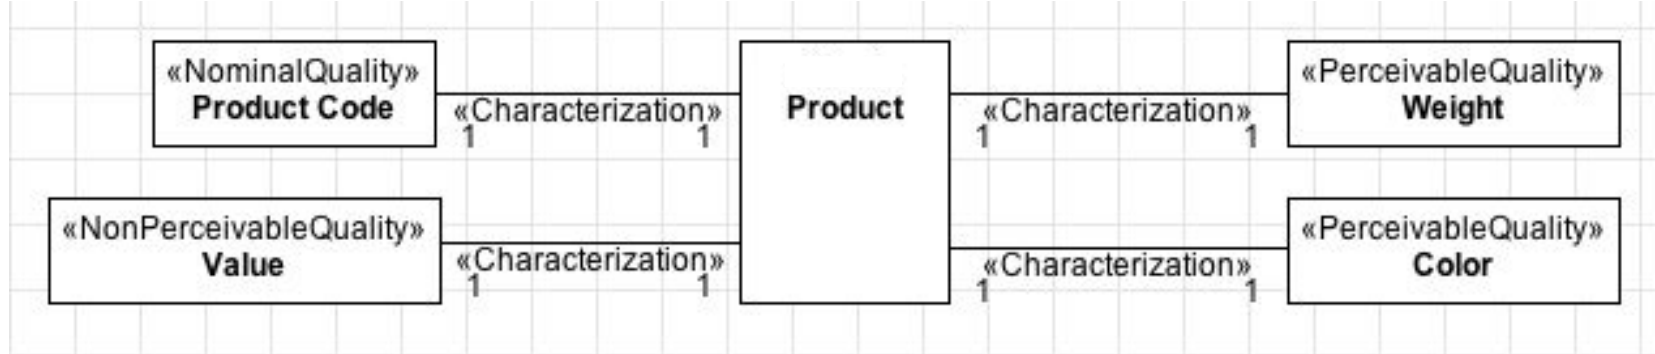 «NominalQuality»
Product Code
«Characterization»
1 1
Product
«Characterization»
1 1
«PerceivableQuality»
Weight
«NonPerceivableQuality»
Value
«Characterization»
1 1
«Characterization»
1 1
«PerceivableQuality»
Color